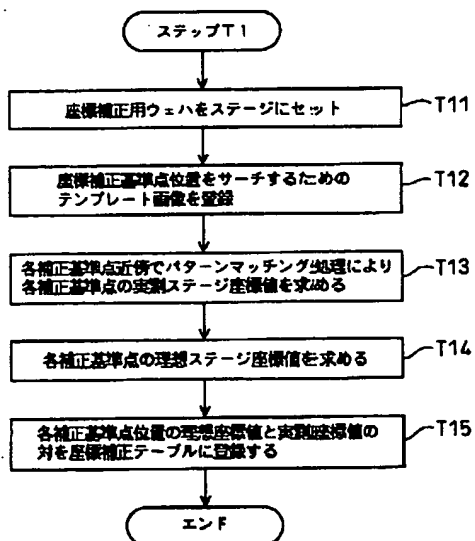 ステップT1
座標補正用ウェハをステージにセット
T11
座標補正基準点位置をサーチするための
テンプレート画像を登録
T12
各補正基準点近傍でパターンマッチング処理により
各補正基準点の実測ステージ座標値を求める
T13
各補正基準点の理想ステージ座標値を求める
T14
各補正基準点位置の理想座標値と実測座標値の
対を座標補正テーブルに登録する
T15
エンド